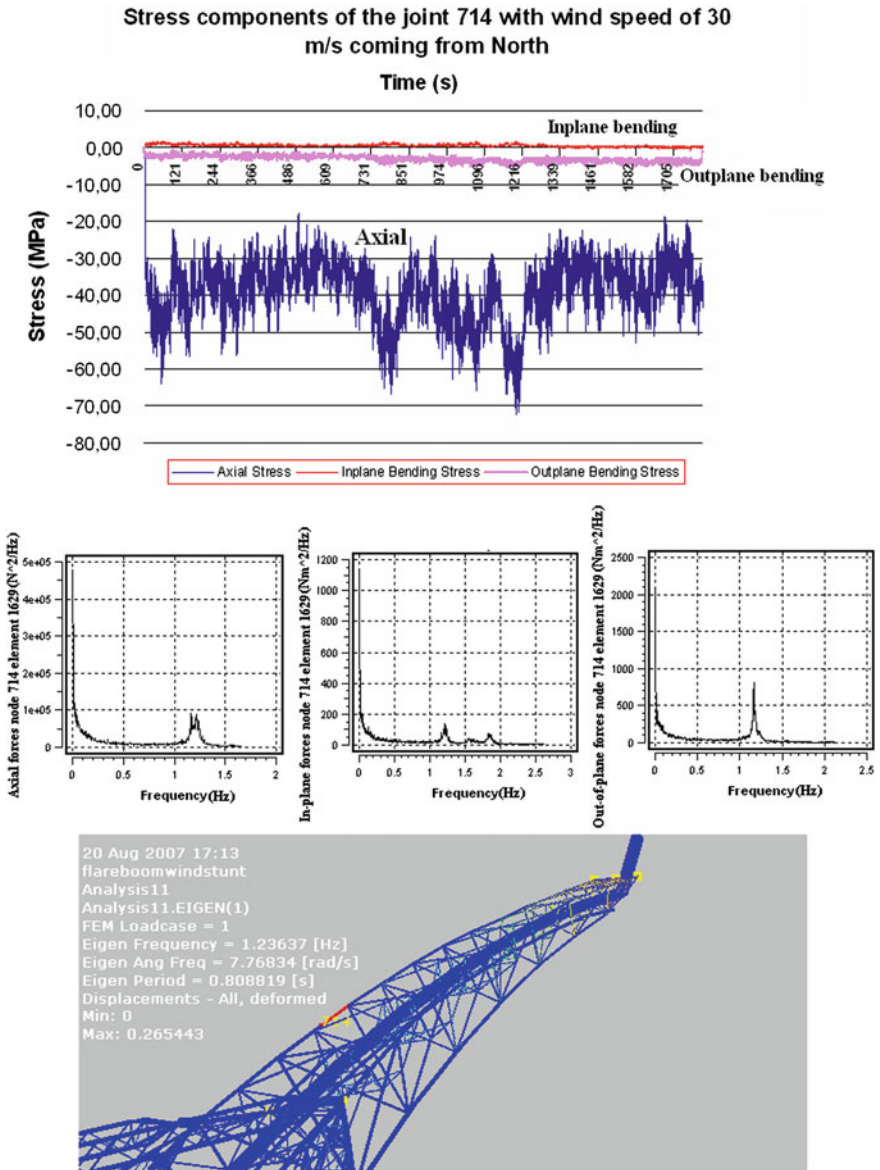 Stress components of the joint 714 with wind speed of 30
m/s coming from North
Time (s)
10,00
0,00
-10,00
-20,00
-30,00
-40,00
-50,00
-60,00
-70,00
-80,00
Stress (MPa)
0
121
244
366
486
609
731
851
974
1096
1216
1339
1461
1582
1705
Inplane bending
Outplane bending
Axial
Axial Stress
Inplane Bending Stress
Outplane Bending Stress
Axial forces node 714 element 1629(N^2/Hz)
5e+05
4e+05
3e+05
2e+05
1e+05
0
0
0.5
1
1.5
2
Frequency(Hz)
In-plane forces node 714 element 1629(Nm^2/Hz)
1200
1000
800
600
400
200
0
0
0.5
1
1.5
2
2.5
3
Frequency(Hz)
Out-of-plane forces node 714 element 1629(Nm^2/Hz)
2500
2000
1500
1000
500
0
0
0.5
1
1.5
2
2.5
Frequency(Hz)
20 Aug 2007 17:13
flareboomwindstunt
Analysis11
Analysis11.EIGEN(1)
FEM Loadcase = 1
Eigen Frequency = 1.23637 [Hz]
Eigen Ang Freq = 7.76834 [rad/s]
Eigen Period = 0.808819 [s]
Displacements - All, deformed
Min: 0
Max: 0.265443